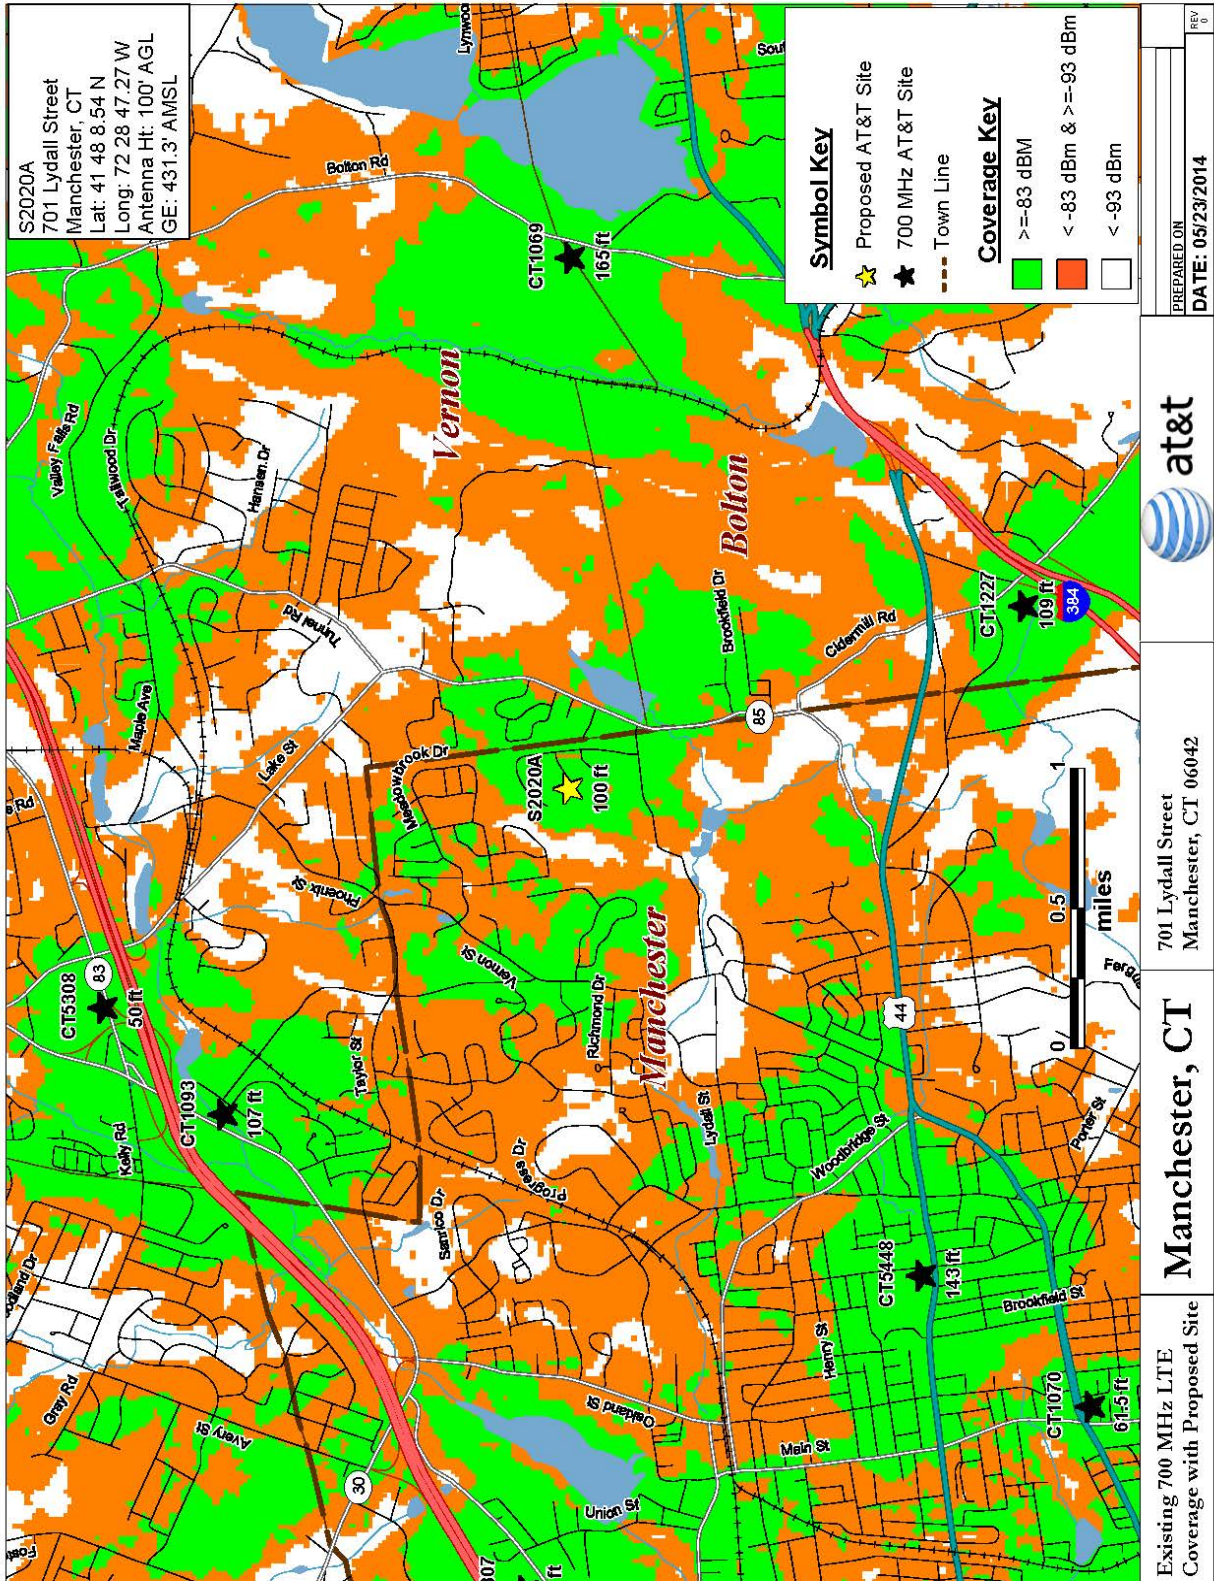 S2020A
701 Lydall Street
Manchester, CT
Lat: 41 48 8.54 N
Long: 72 28 47.27 W
Antenna Ht: 100' AGL
GE: 431.3' AMSL
Valley Falls Rd
Tallwood Dr
Hansen Dr
Bolton Rd
Vernon
CT1069
165 ft
Maple Ave
Lake St
Tunnel Rd
Kelly Rd
CT5308
83
50 ft
CT1093
107 ft
Taylor St
Phoenix St
Meadowbrook Dr
S2020A
100 ft
Vernon St
Richmond Dr
Manchester
Brookfield Dr
Bolton
Cidermill Rd
85
CT1227
109 ft
384
Gray Rd
Avery St
30
Sanrico Dr
Progress Dr
Lydall St
Woodbridge St
44
Porter St
Oakland St
Union St
Main St
Henry St
CT5448
143 ft
Brookfield St
CT1070
61.5 ft
0 0.5 1
miles
Symbol Key
Proposed AT&T Site
700 MHz AT&T Site
Town Line
Coverage Key
>=-83 dBM
< -83 dBm & >=-93 dBm
< -93 dBm
Existing 700 MHz LTE
Coverage with Proposed Site
Manchester, CT
701 Lydall Street
Manchester, CT 06042
at&t
PREPARED ON
DATE: 05/23/2014
REV
0